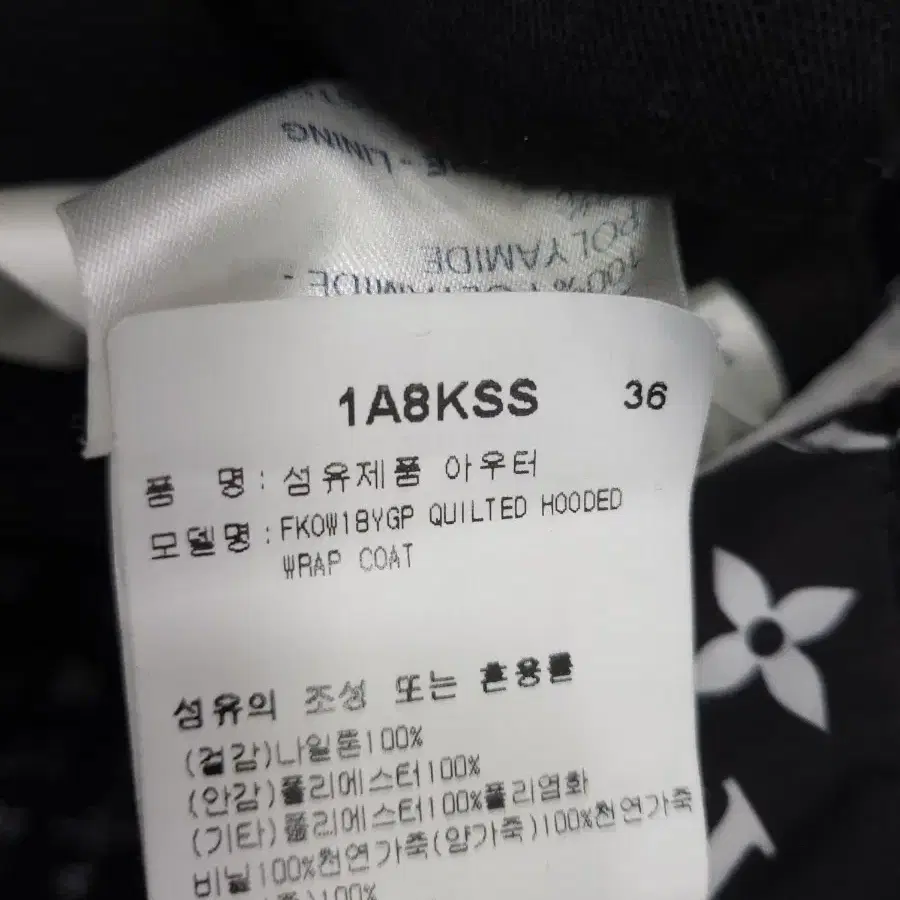 LINING
POLYAMIDE
1A8KSS 36
품 명 : 섬유제품 아우터
모델명 : FKOW18YGP QUILTED HOODED
WRAP COAT
섬유의 조성 또는 혼용률
(겉감)나일론100%
(안감)폴리에스터100%
(기타)폴리에스터100%폴리염화
비닐100%천연가죽(양가죽)100%천연가죽
100%